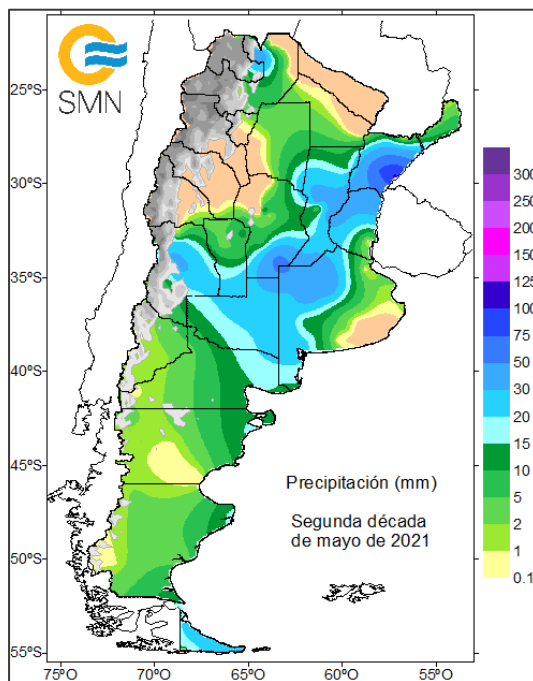 SMN
25ºS
30ºS
35ºS
40ºS
45ºS
50ºS
55ºS
75ºO
70ºO
65ºO
60ºO
55ºO
Precipitación (mm)
Segunda década
de mayo de 2021
300
250
200
150
125
100
75
50
30
20
15
10
5
2
1
0.1